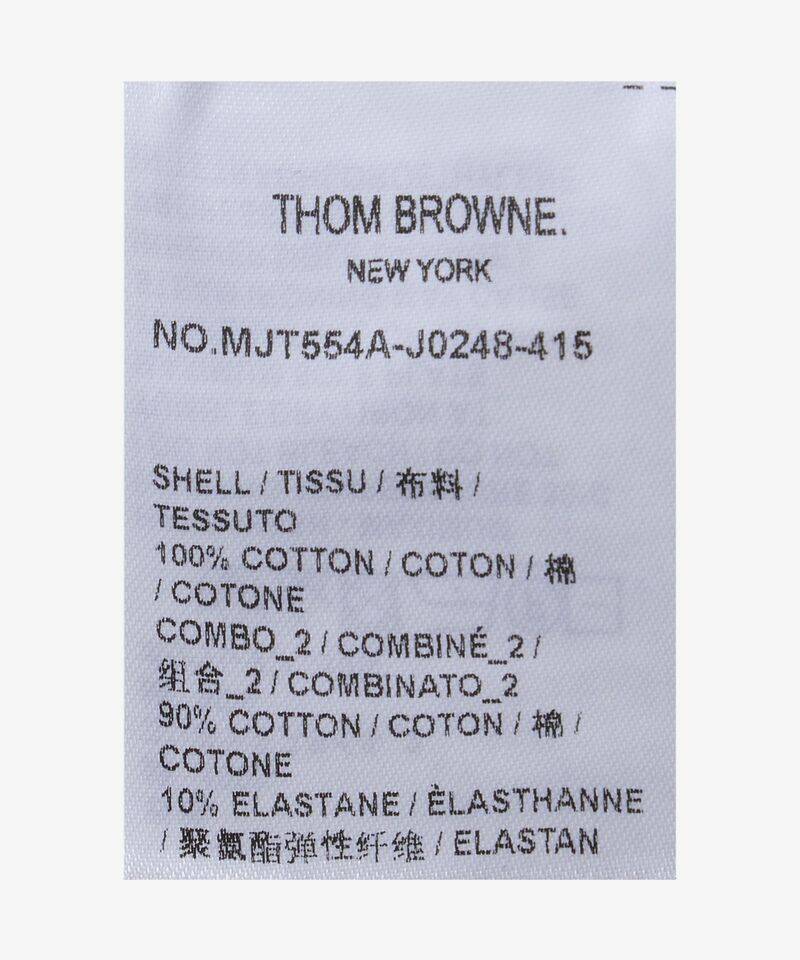 THOM BROWNE.
NEW YORK
NO.MJT554A-J0248-415
SHELL / TISSU / 布料 /
TESSUTO
100% COTTON / COTON / 棉
/ COTONE
COMBO_2 / COMBINÉ_2 /
组合_2 / COMBINATO_2
90% COTTON / COTON / 棉 /
COTONE
10% ELASTANE / ÈLASTHANNE
/ 聚氨酯弹性纤维 / ELASTAN